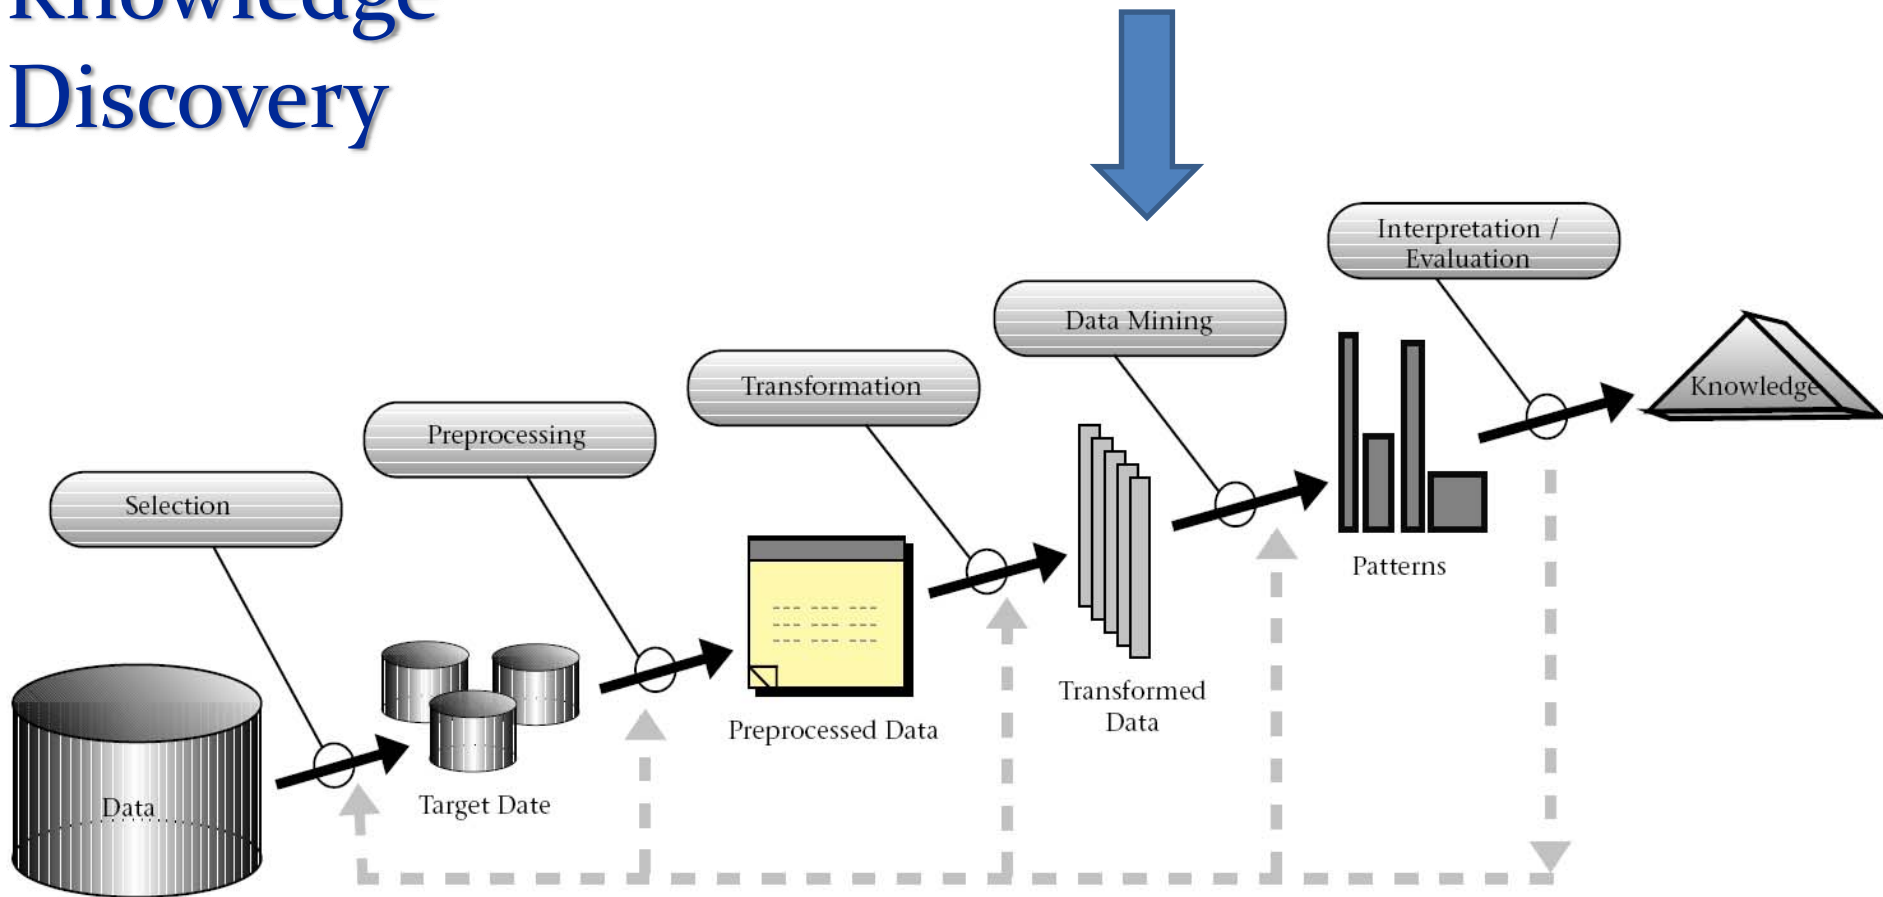 Knowledge
Discovery
Interpretation /
Evaluation
Data Mining
Transformation
Preprocessing
Selection
Knowledge
Patterns
Transformed
Data
Preprocessed Data
Target Date
Data